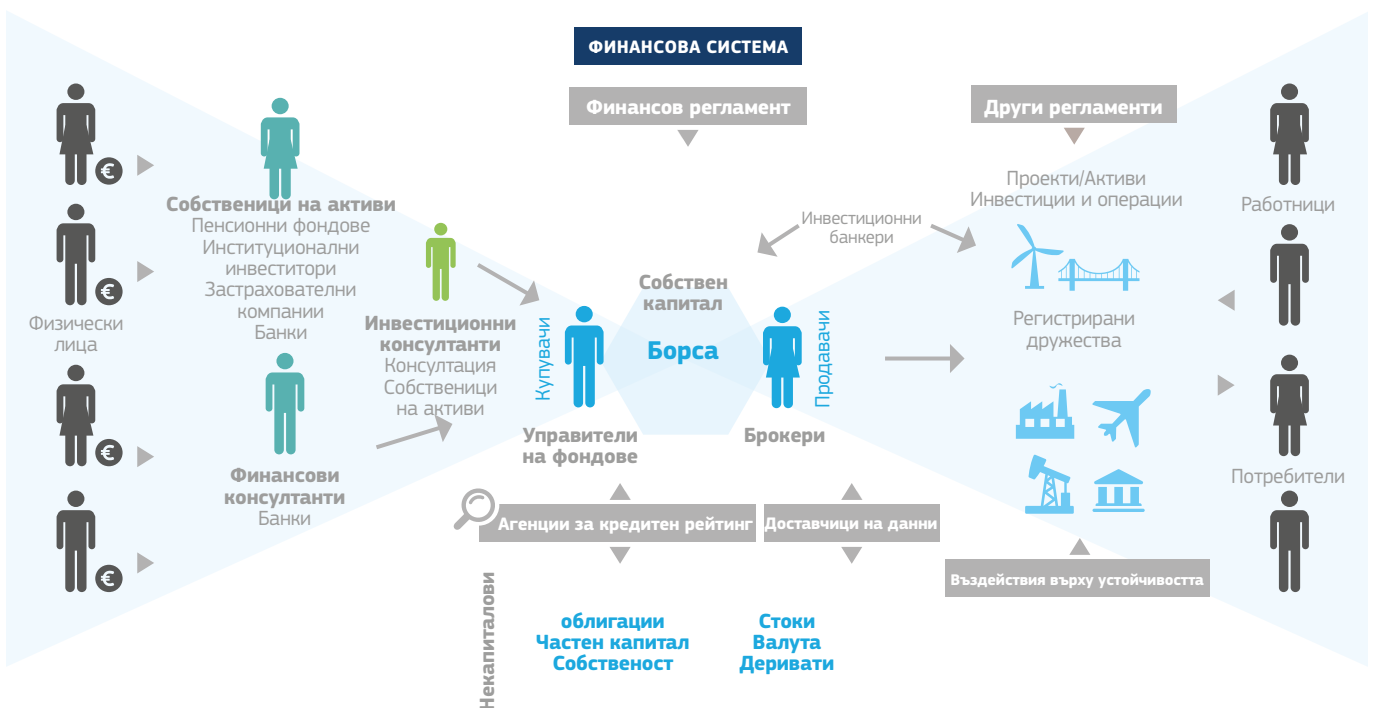 ФИНАНСОВА СИСТЕМА
Финансов регламент
Други регламенти
€
€
€
€
Физически
лица
Собственици на активи
Пенсионни фондове
Институционални
инвеститори
Застрахователни
компании
Банки
Финансови
консултанти
Банки
Инвестиционни
консултанти
Консултация
Собственици
на активи
Купувачи
Управители
на фондове
Собствен
капитал
Борса
Продавачи
Брокери
Инвестиционни
банкери
Проекти/Активи
Инвестиции и операции
Регистрирани
дружества
Работници
Потребители
Агенции за кредитен рейтинг
Доставчици на данни
Въздействия върху устойчивостта
Некапиталови
облигации
Частен капитал
Собственост
Стоки
Валута
Деривати